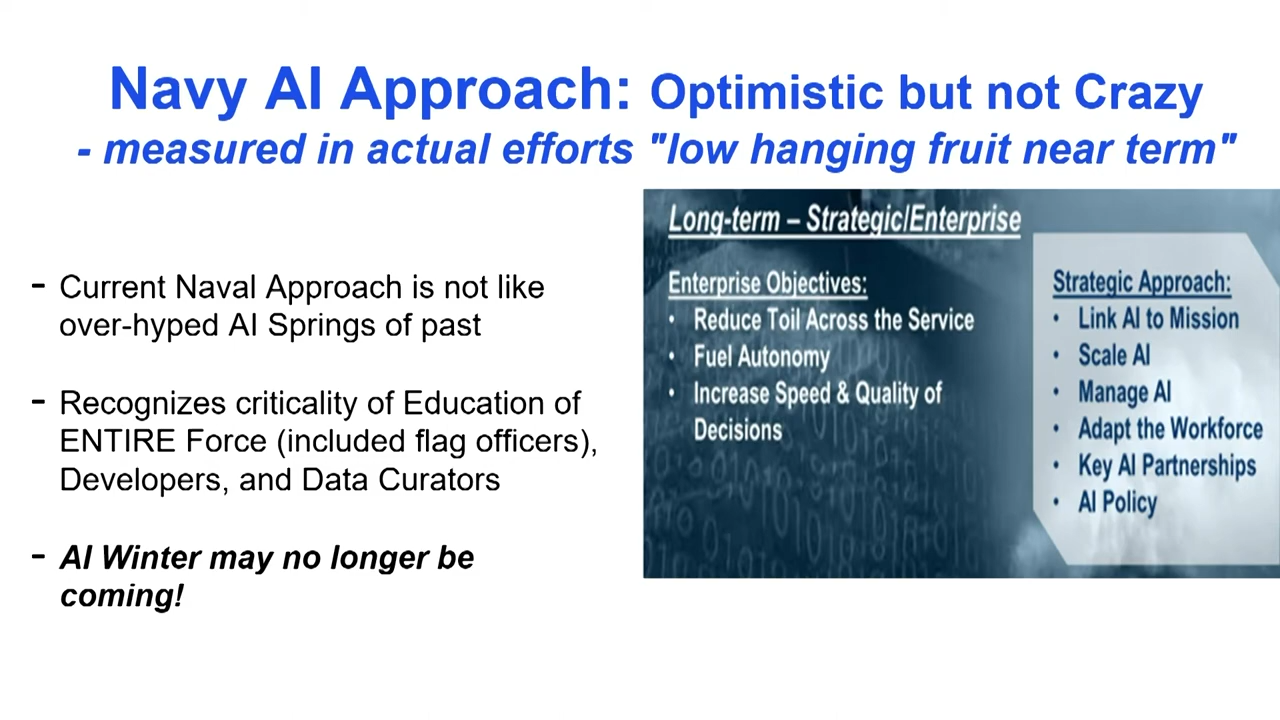 Navy AI Approach: Optimistic but not Crazy
- measured in actual efforts "low hanging fruit near term"
- Current Naval Approach is not like
over-hyped AI Springs of past
- Recognizes criticality of Education of
ENTIRE Force (included flag officers),
Developers, and Data Curators
- AI Winter may no longer be
coming!
Long-term – Strategic/Enterprise
Enterprise Objectives:
• Reduce Toil Across the Service
• Fuel Autonomy
• Increase Speed & Quality of
Decisions
Strategic Approach:
• Link AI to Mission
• Scale AI
• Manage AI
• Adapt the Workforce
• Key AI Partnerships
• AI Policy